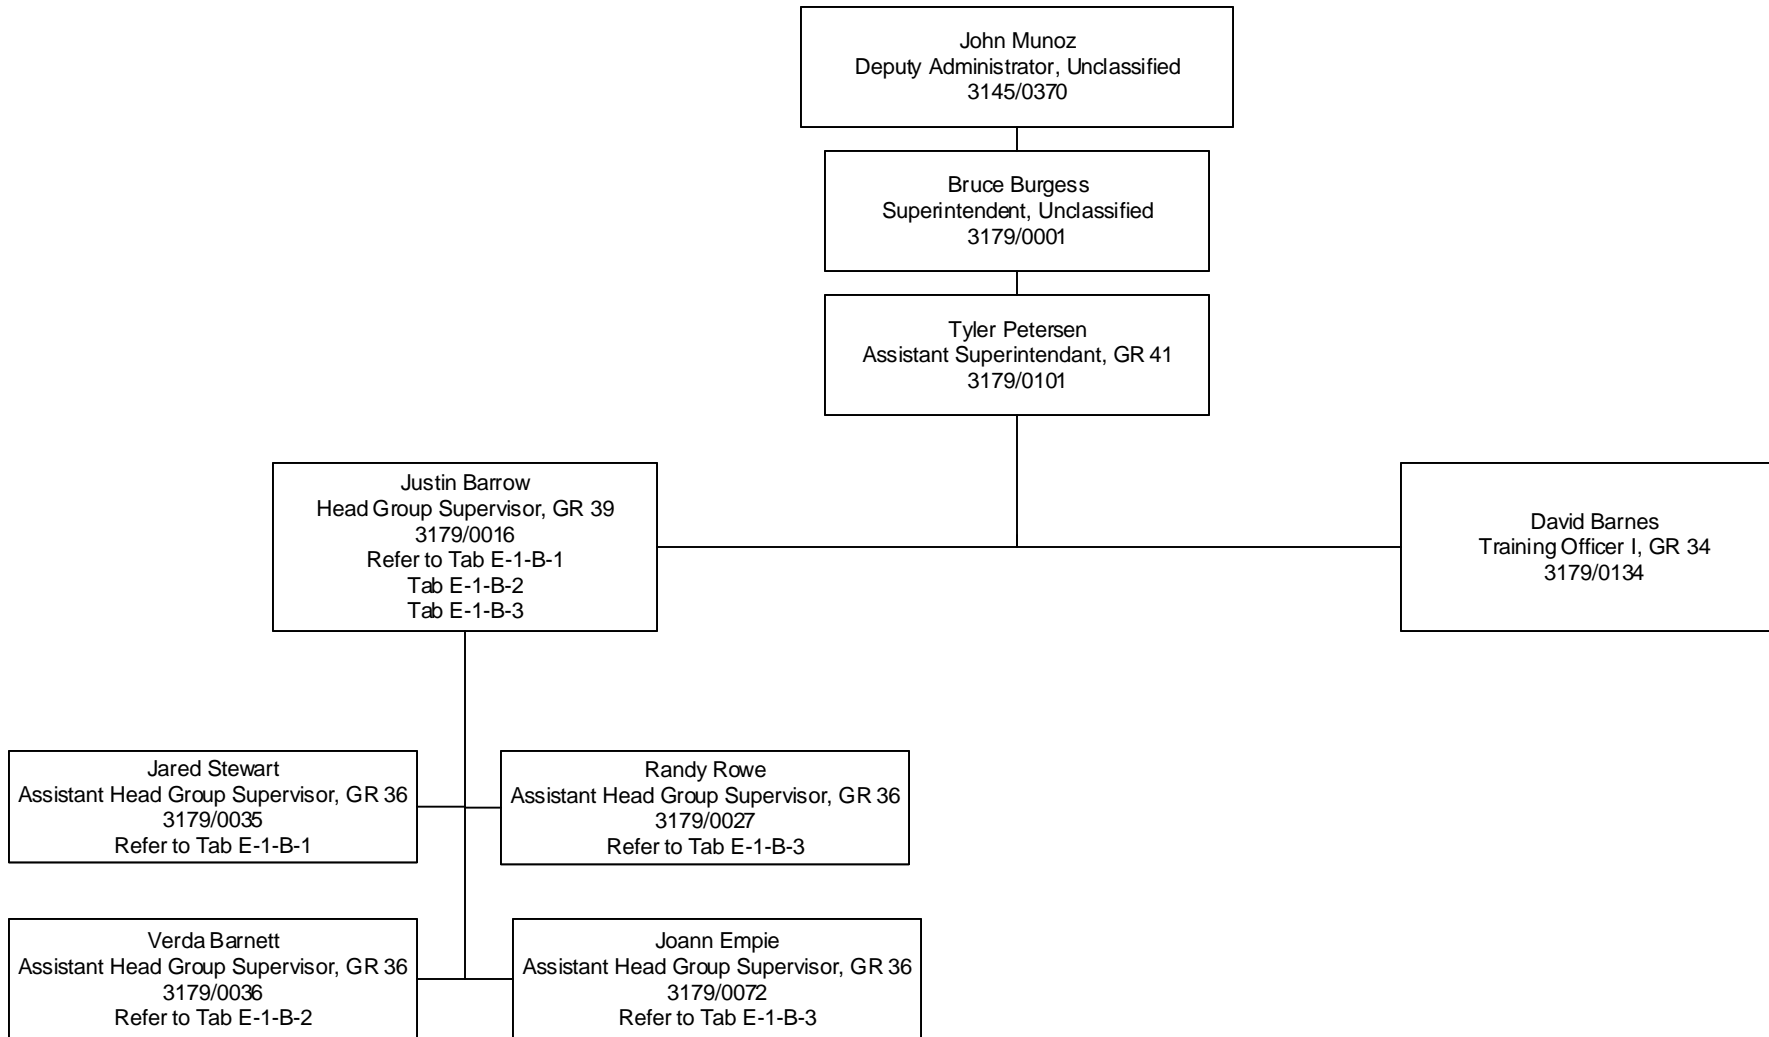 John Munoz
Deputy Administrator, Unclassified
3145/0370
Bruce Burgess
Superintendent, Unclassified
3179/0001
Tyler Petersen
Assistant Superintendant, GR 41
3179/0101
Justin Barrow
Head Group Supervisor, GR 39
3179/0016
Refer to Tab E-1-B-1
Tab E-1-B-2
Tab E-1-B-3
David Barnes
Training Officer I, GR 34
3179/0134
Jared Stewart
Assistant Head Group Supervisor, GR 36
3179/0035
Refer to Tab E-1-B-1
Randy Rowe
Assistant Head Group Supervisor, GR 36
3179/0027
Refer to Tab E-1-B-3
Verda Barnett
Assistant Head Group Supervisor, GR 36
3179/0036
Refer to Tab E-1-B-2
Joann Empie
Assistant Head Group Supervisor, GR 36
3179/0072
Refer to Tab E-1-B-3